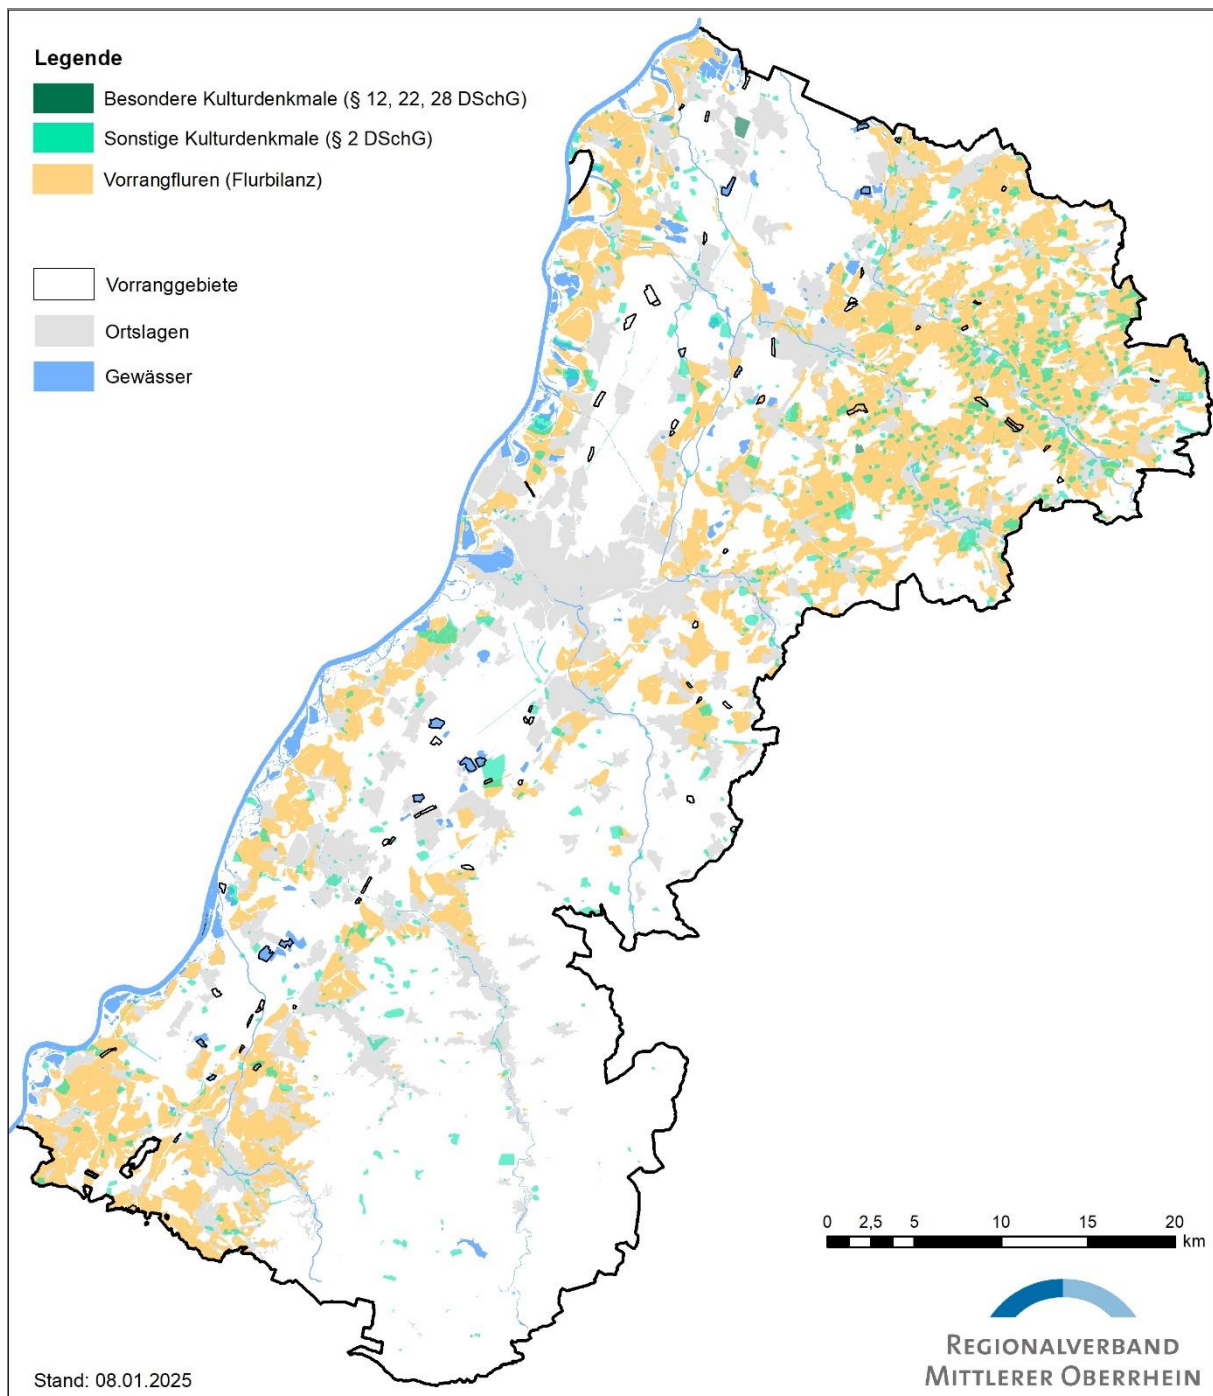 Legende
Besondere Kulturdenkmale (§ 12, 22, 28 DSchG)
Sonstige Kulturdenkmale (§ 2 DSchG)
Vorrangfluren (Flurbilanz)
Vorranggebiete
Ortslagen
Gewässer
0 2,5 5 10 15 20
km
REGIONALVERBAND
MITTLERER OBERRHEIN
Stand: 08.01.2025